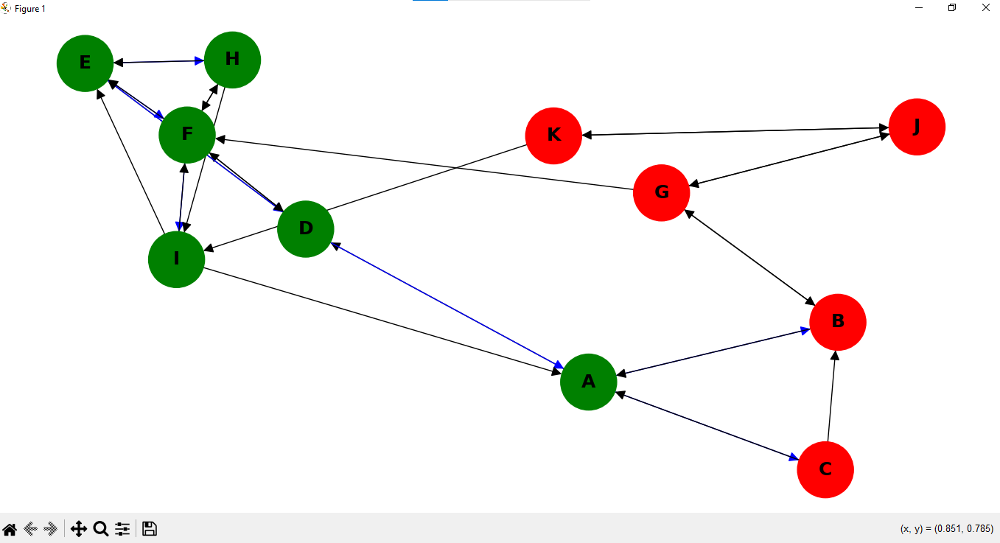 Figure 1
E
H
F
K
J
G
D
I
B
A
C
(x, y) = (0.851, 0.785)